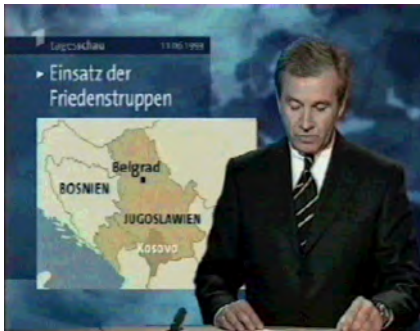 tagesschau 11.06.1999
Einsatz der
Friedenstruppen
Belgrad
BOSNIEN
JUGOSLAWIEN
Kosovo